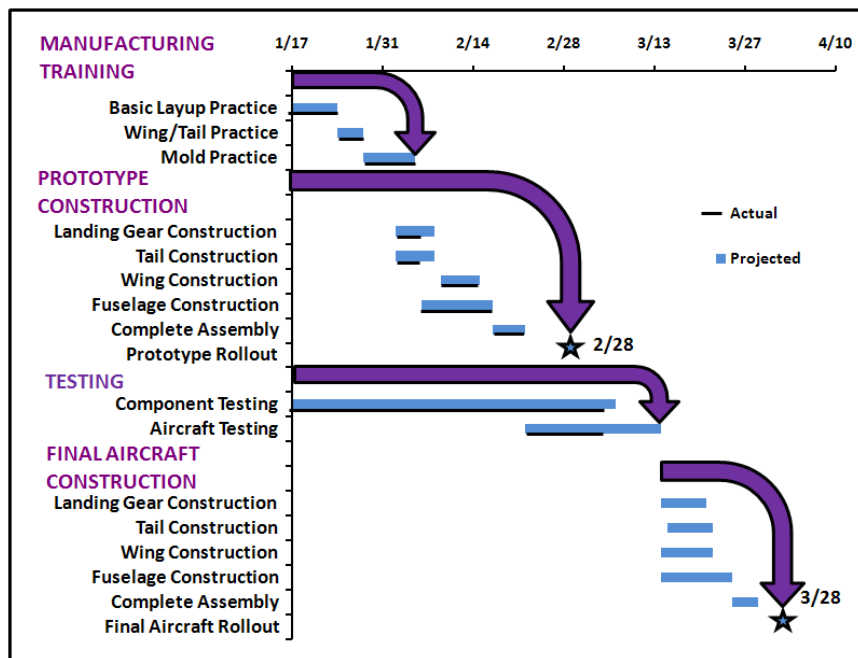 MANUFACTURING
TRAINING
1/17 1/31 2/14 2/28 3/13 3/27 4/10
Basic Layup Practice
Wing/Tail Practice
Mold Practice
PROTOTYPE
CONSTRUCTION
Landing Gear Construction
Tail Construction
Wing Construction
Fuselage Construction
Complete Assembly
Prototype Rollout
2/28
Actual
Projected
TESTING
Component Testing
Aircraft Testing
FINAL AIRCRAFT
CONSTRUCTION
Landing Gear Construction
Tail Construction
Wing Construction
Fuselage Construction
Complete Assembly
Final Aircraft Rollout
3/28